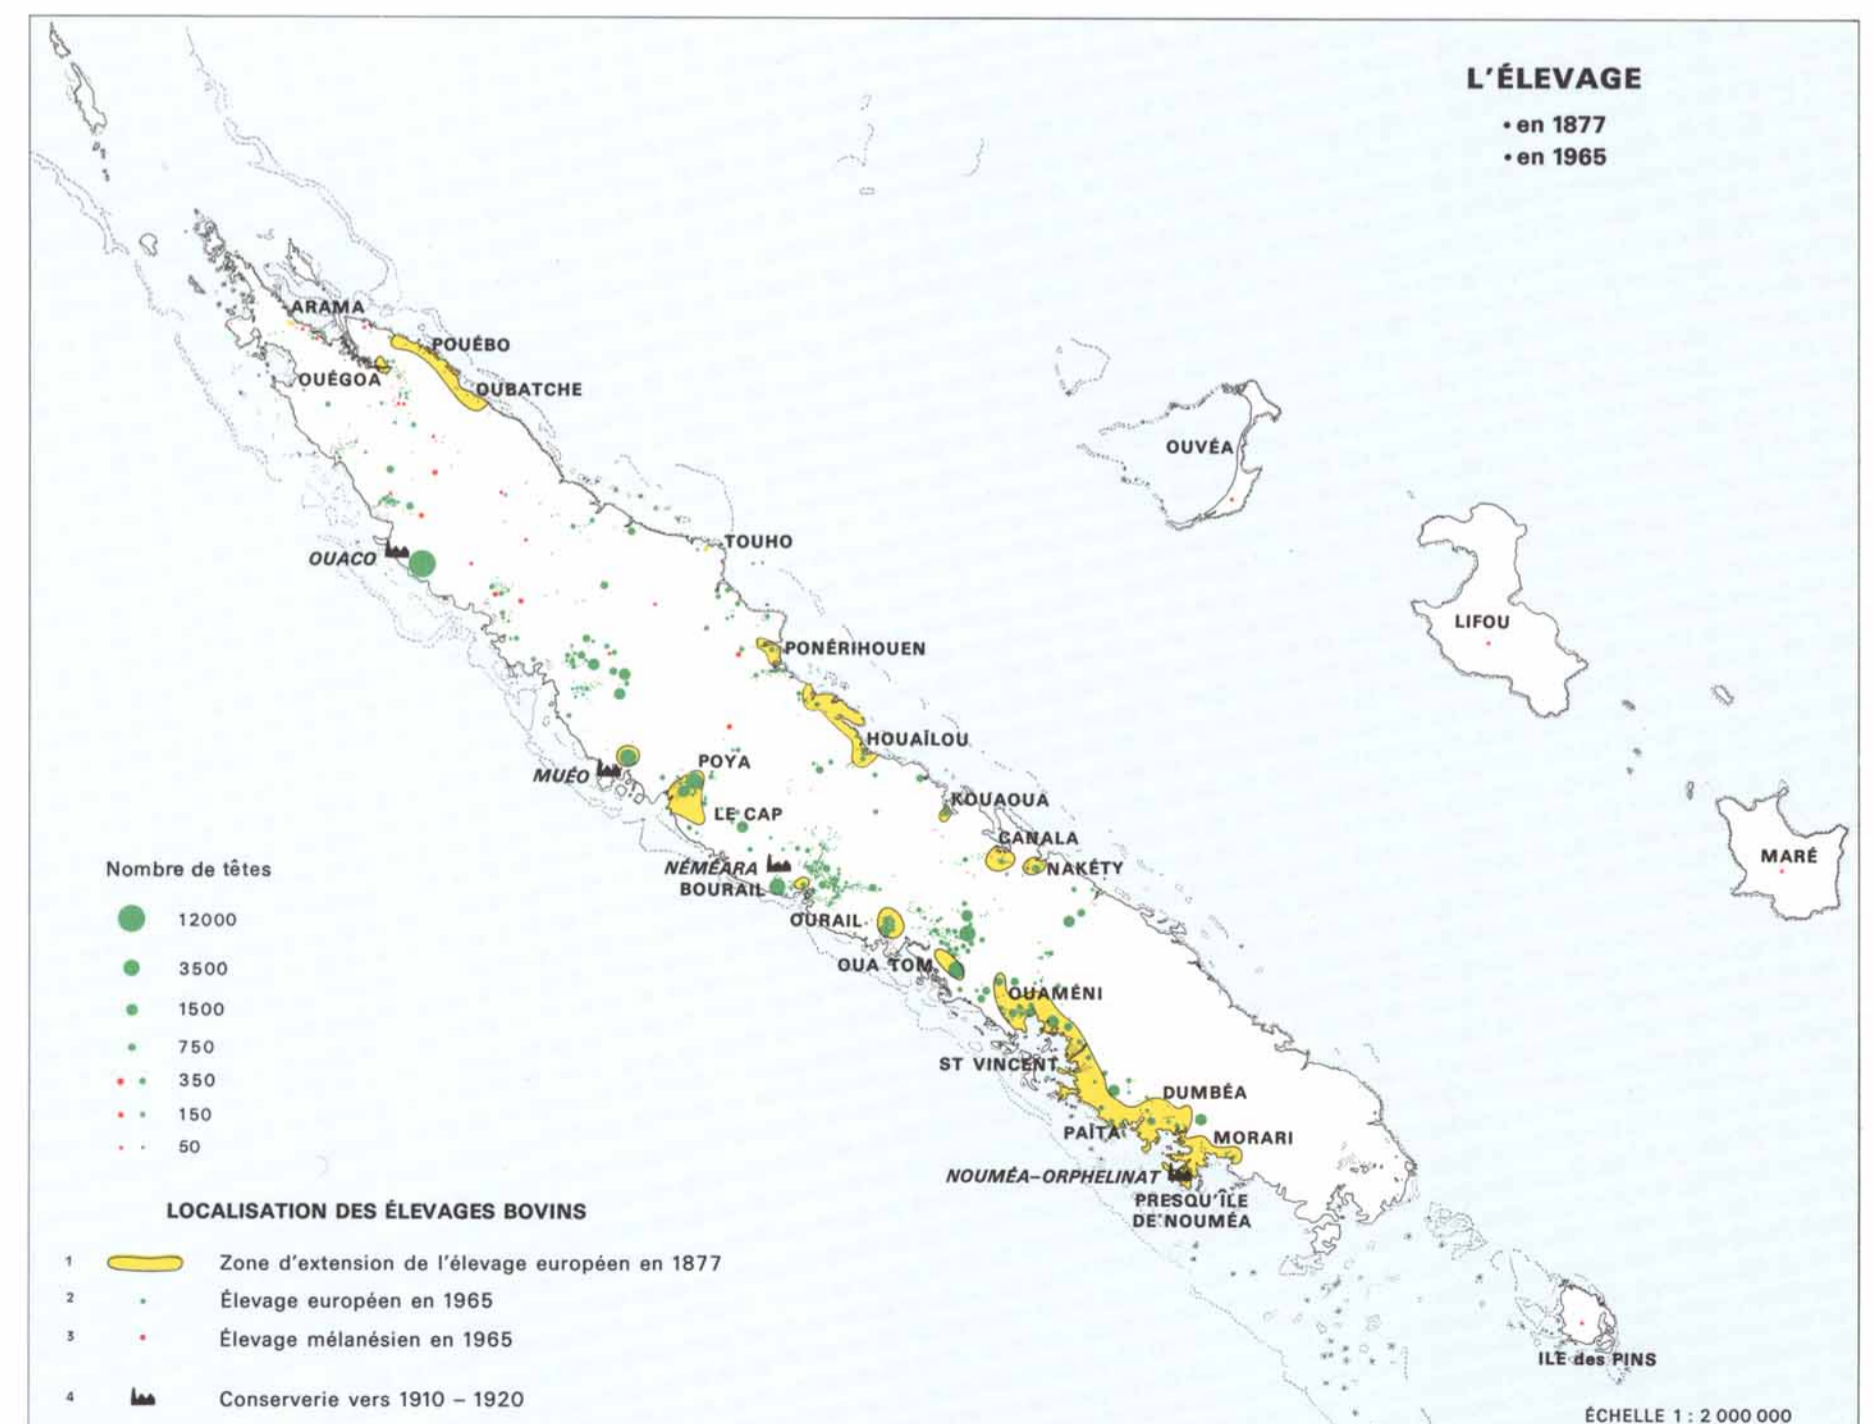 L'ÉLEVAGE
• en 1877
• en 1965
ARAMA
POUÉBO
OUÉGOA
OUBATCHE
OUVÉA
TOUHO
OUACO
LIFOU
PONÉRIHOUEN
HOUAÏLOU
POYA
MUÉO
KOUAOUA
LE CAP
CANALA
MARÉ
NÉMÉARA
NAKÉTY
BOURAIL
OURAIL
OUA TOM
OUAMÉNI
ST VINCENT
DUMBÉA
PAÏTA
MORARI
NOUMÉA–ORPHELINAT
PRESQU'ÎLE
DE NOUMÉA
ILE des PINS
Nombre de têtes
12000
3500
1500
750
350
150
50
LOCALISATION DES ÉLEVAGES BOVINS
1 Zone d'extension de l'élevage européen en 1877
2 Élevage européen en 1965
3 Élevage mélanésien en 1965
4 Conserverie vers 1910 – 1920
ÉCHELLE 1 : 2 000 000